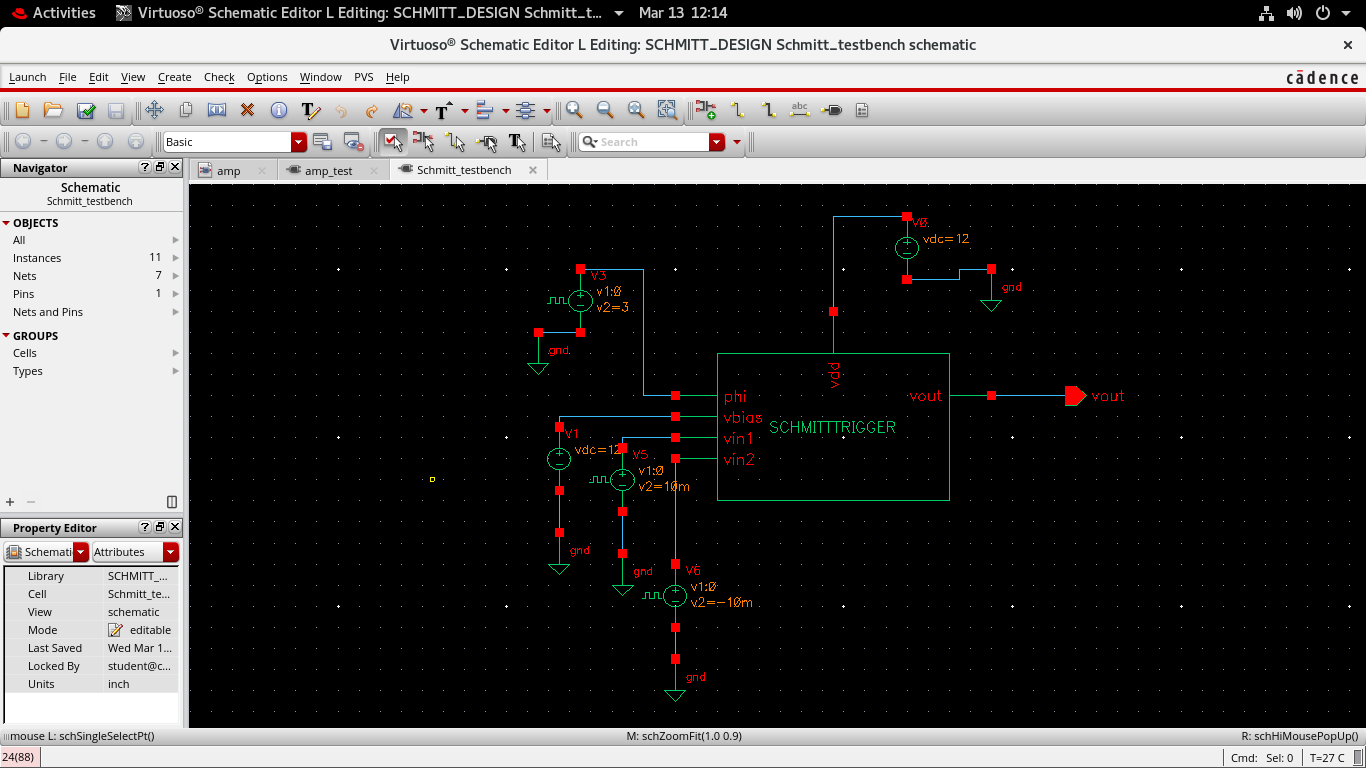 Activities
Virtuoso® Schematic Editor L Editing: SCHMITT_DESIGN Schmitt_t...
Mar 13 12:14
Virtuoso® Schematic Editor L Editing: SCHMITT_DESIGN Schmitt_testbench schematic
Launch File Edit View Create Check Options Window PVS Help
cādence
Basic
Search
Navigator
amp
amp_test
Schmitt_testbench
Schematic
Schmitt_testbench
OBJECTS
All
Instances 11
Nets 7
Pins 1
Nets and Pins
GROUPS
Cells
Types
Property Editor
Schemati
Attributes
Library SCHMITT_...
Cell Schmitt_te...
View schematic
Mode editable
Last Saved Wed Mar 1...
Locked By student@c...
Units inch
V0
vdc=12
gnd
V3
v1:0
v2=3
gnd
vdd
phi
vbias
vin1
vin2
SCHMITTTRIGGER
vout
vout
V1
vdc=12
gnd
V5
v1:0
v2=10m
gnd
V6
v1:0
v2=-10m
gnd
mouse L: schSingleSelectPt()
M: schZoomFit(1.0 0.9)
R: schHiMousePopUp()
24(88)
Cmd: Sel: 0
T=27 C